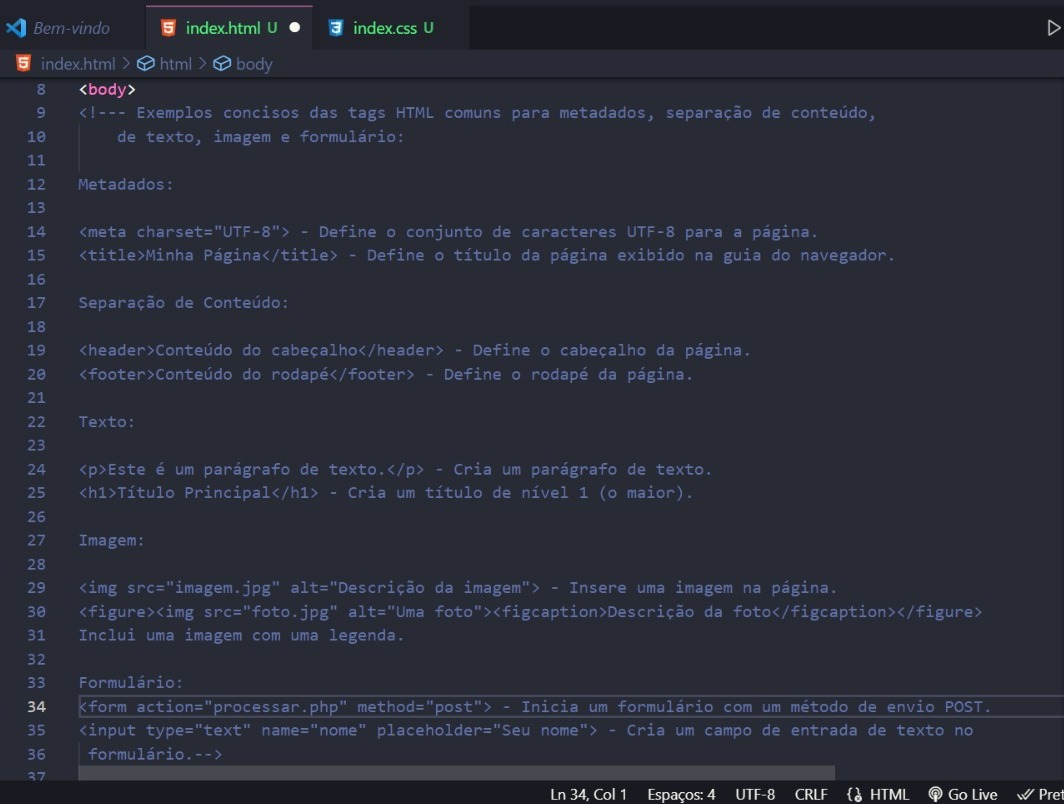 Bem-vindo
index.html U
index.css U
index.html > html > body
8 <body>
9 <!--- Exemplos concisos das tags HTML comuns para metadados, separação de conteúdo,
10 de texto, imagem e formulário:
11
12 Metadados:
13
14 <meta charset="UTF-8"> - Define o conjunto de caracteres UTF-8 para a página.
15 <title>Minha Página</title> - Define o título da página exibido na guia do navegador.
16
17 Separação de Conteúdo:
18
19 <header>Conteúdo do cabeçalho</header> - Define o cabeçalho da página.
20 <footer>Conteúdo do rodapé</footer> - Define o rodapé da página.
21
22 Texto:
23
24 <p>Este é um parágrafo de texto.</p> - Cria um parágrafo de texto.
25 <h1>Título Principal</h1> - Cria um título de nível 1 (o maior).
26
27 Imagem:
28
29 <img src="imagem.jpg" alt="Descrição da imagem"> - Insere uma imagem na página.
30 <figure><img src="foto.jpg" alt="Uma foto"><figcaption>Descrição da foto</figcaption></figure>
31 Inclui uma imagem com uma legenda.
32
33 Formulário:
34 <form action="processar.php" method="post"> - Inicia um formulário com um método de envio POST.
35 <input type="text" name="nome" placeholder="Seu nome"> - Cria um campo de entrada de texto no
36 formulário.-->
37
Ln 34, Col 1 Espaços: 4 UTF-8 CRLF HTML Go Live Pret